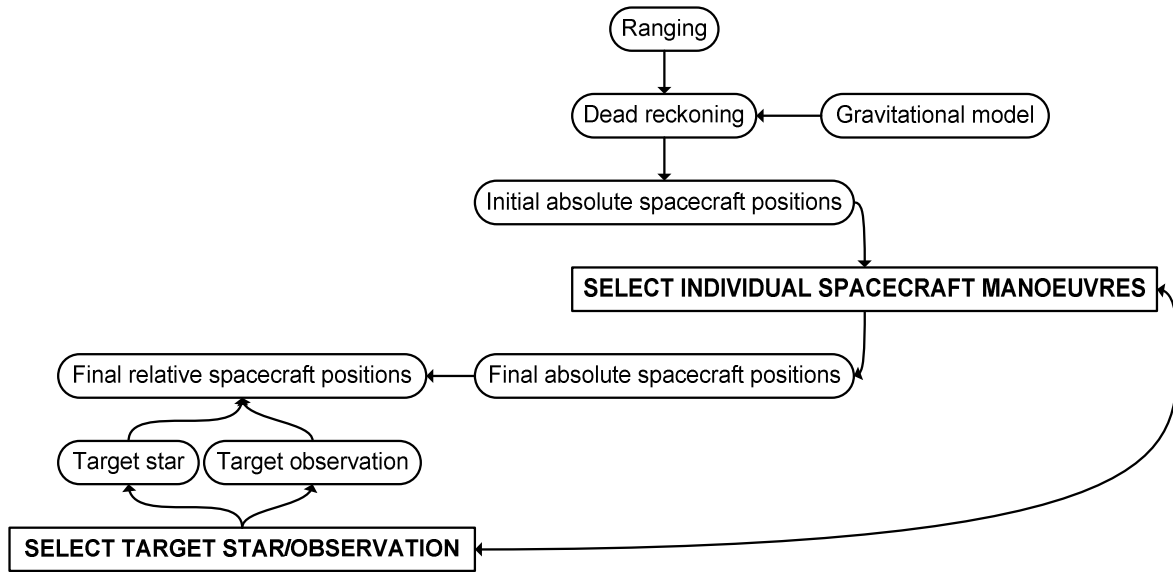 Ranging
Dead reckoning
Gravitational model
Initial absolute spacecraft positions
SELECT INDIVIDUAL SPACECRAFT MANOEUVRES
Final relative spacecraft positions
Final absolute spacecraft positions
Target star
Target observation
SELECT TARGET STAR/OBSERVATION